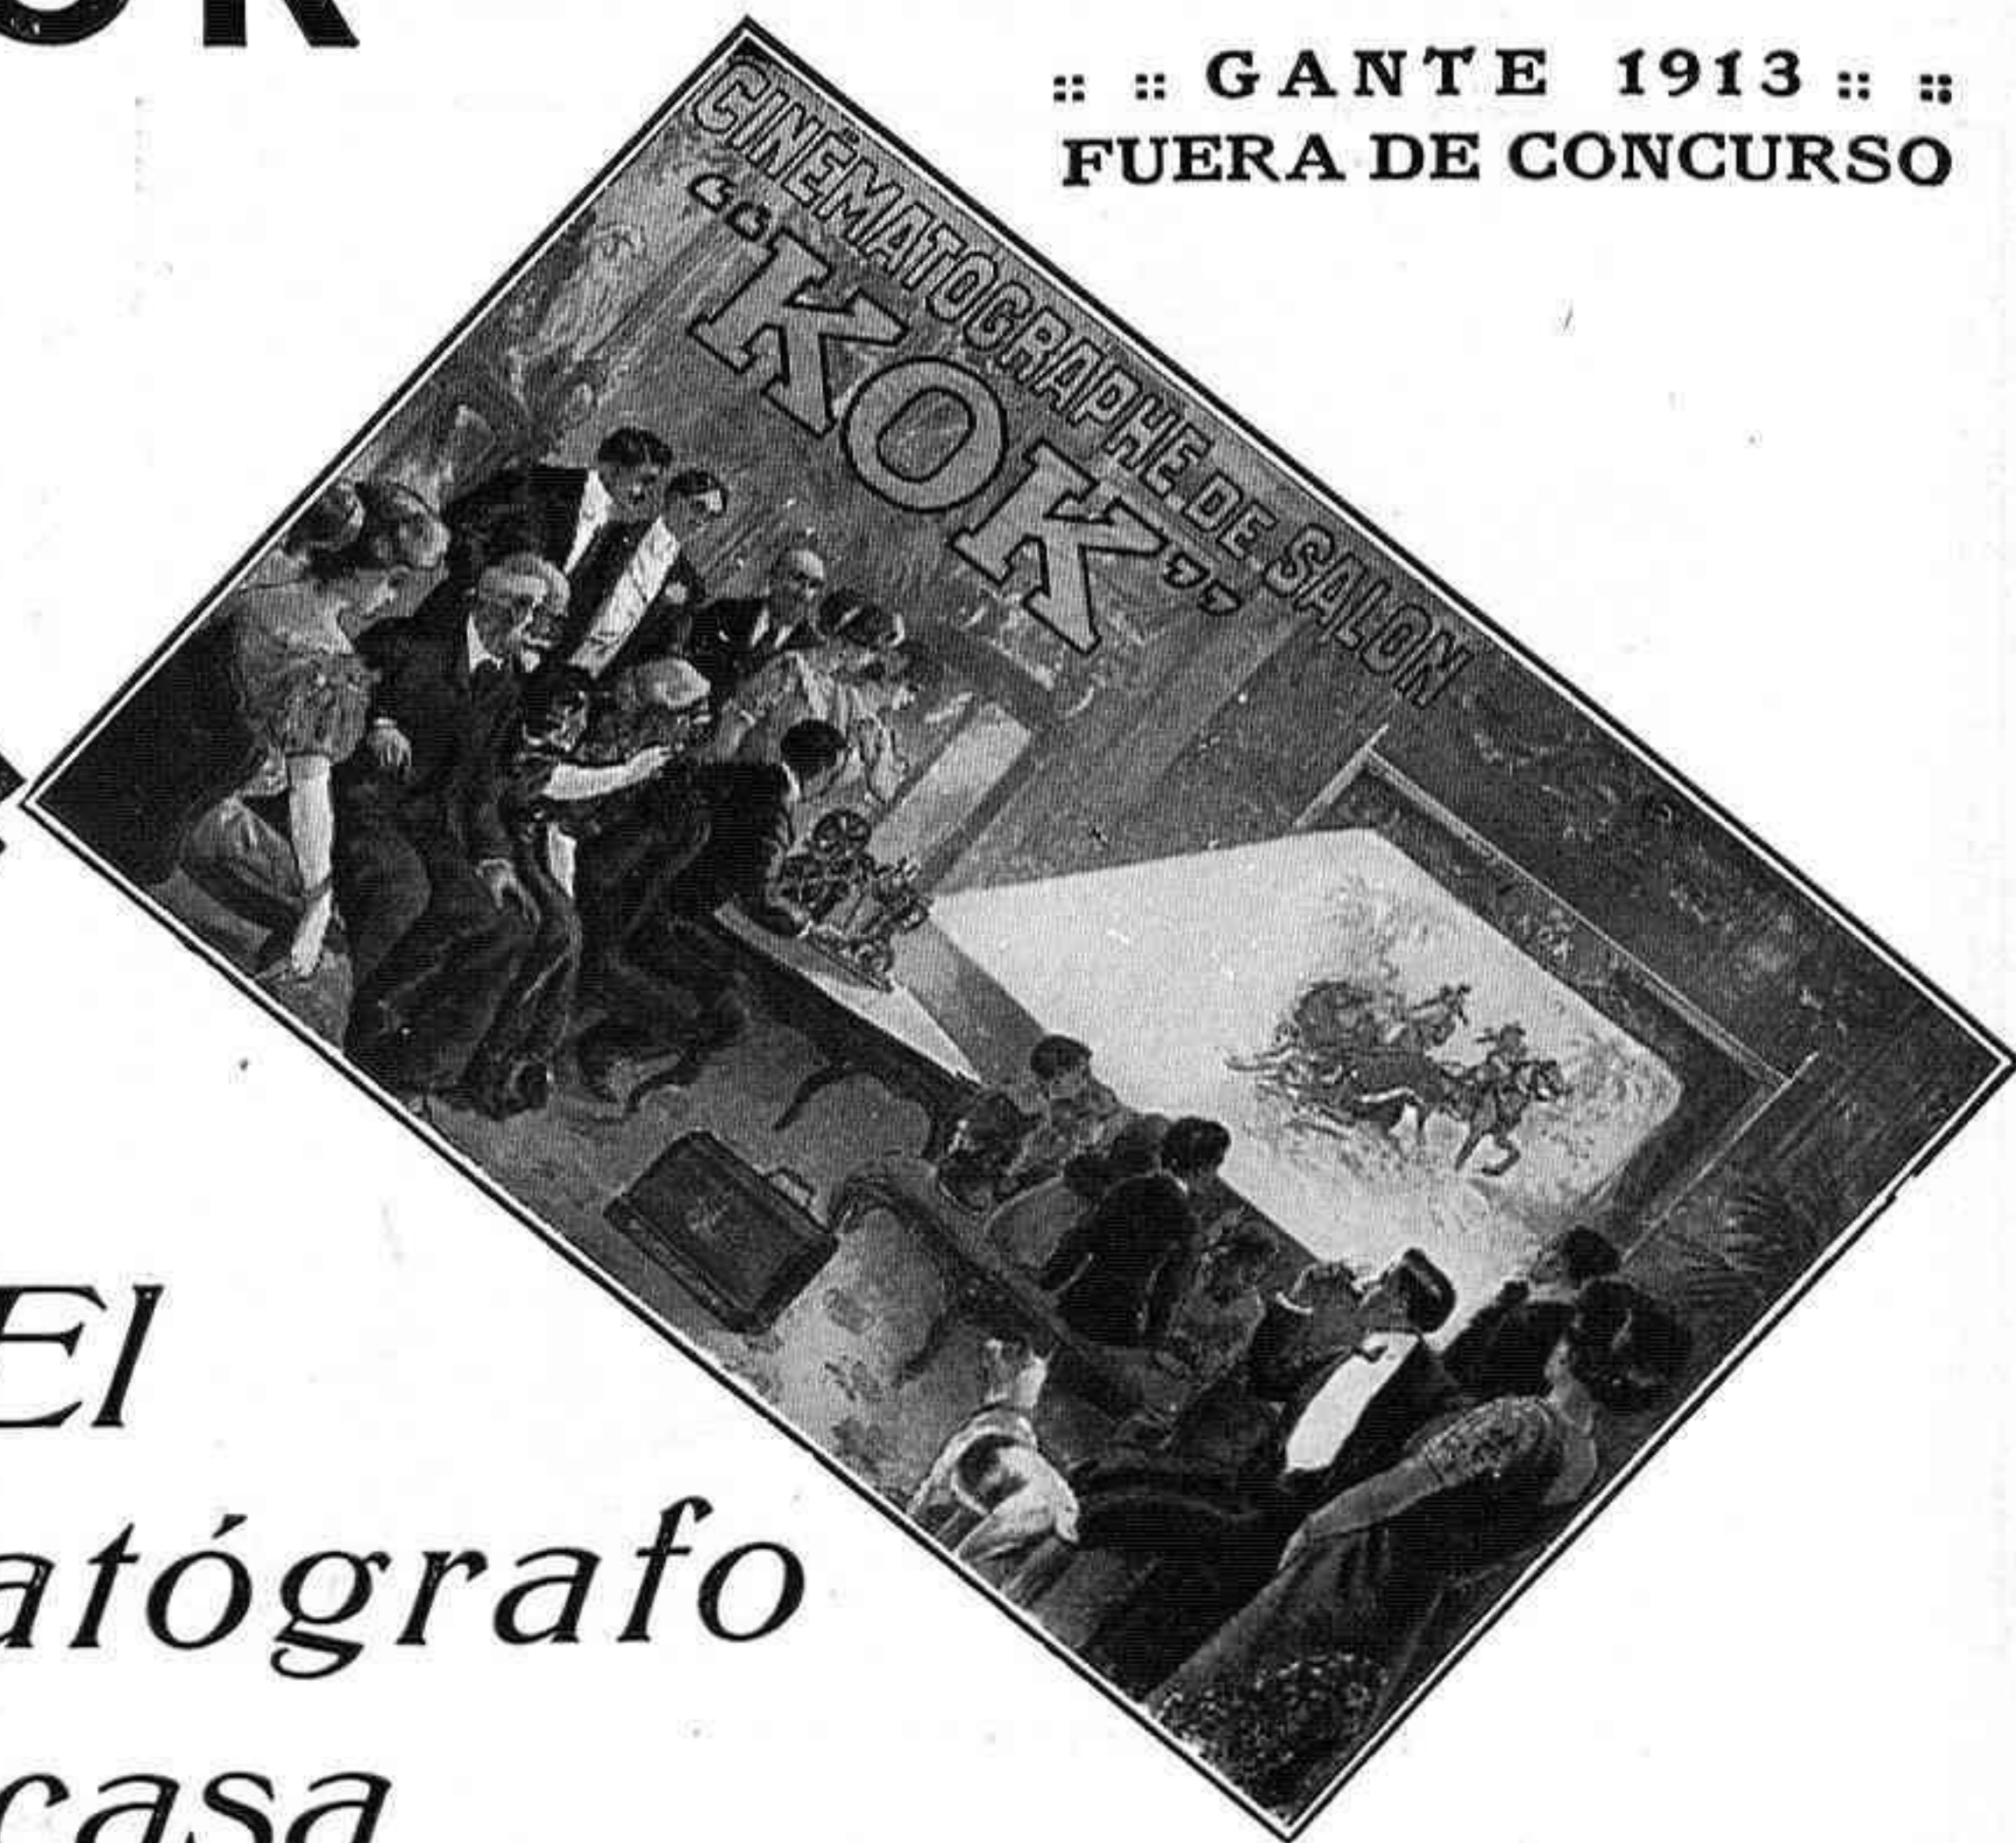 OK
:: :: GANTE 1913 :: ::
FUERA DE CONCURSO
CINÉMATOGRAPHE DE SALON
“KOK”
El
atógrafo
casa